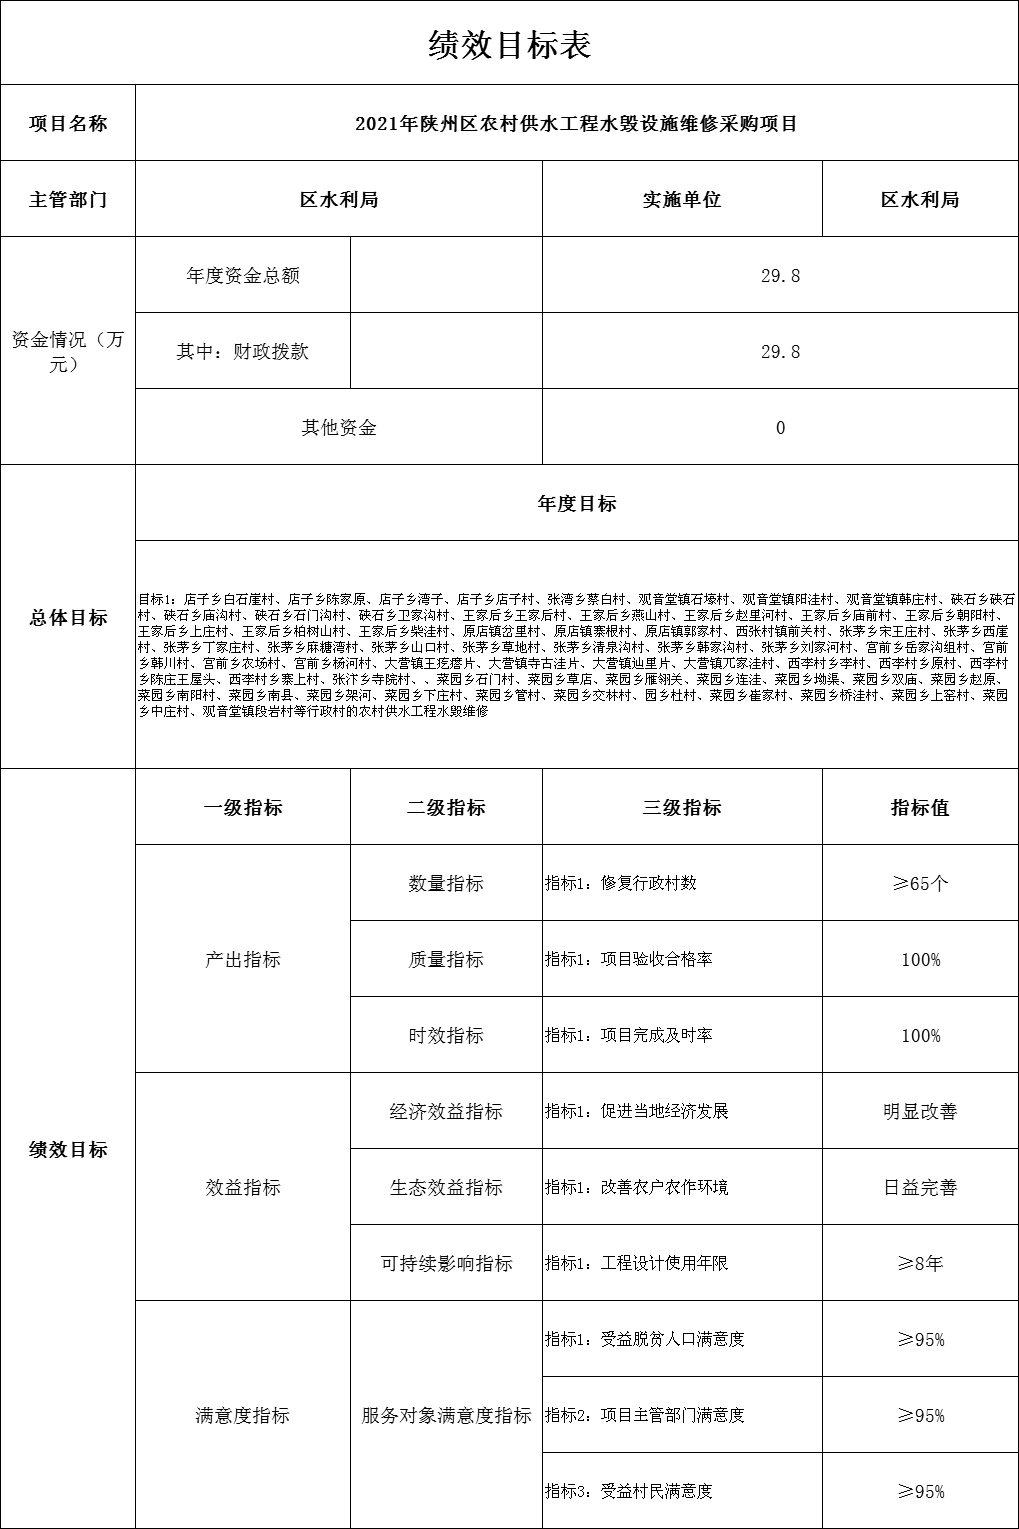 绩效目标表
项目名称
2021年陕州区农村供水工程水毁设施维修采购项目
主管部门
区水利局
实施单位
区水利局
资金情况（万
元）
年度资金总额
29.8
其中：财政拨款
29.8
其他资金
0
总体目标
年度目标
目标1：店子乡白石崖村、店子乡陈家原、店子乡湾子、店子乡店子村、张湾乡蔡白村、观音堂镇石壕村、观音堂镇阳洼村、观音堂镇韩庄村、硖石乡硖石
村、硖石乡庙沟村、硖石乡石门沟村、硖石乡卫家沟村、王家后乡王家后村、王家后乡燕山村、王家后乡赵里河村、王家后乡庙前村、王家后乡朝阳村、
王家后乡上庄村、王家后乡柏树山村、王家后乡柴洼村、原店镇岔里村、原店镇寨根村、原店镇郭家村、西张村镇前关村、张茅乡宋王庄村、张茅乡西崖
村、张茅乡丁家庄村、张茅乡麻糖湾村、张茅乡山口村、张茅乡草地村、张茅乡清泉沟村、张茅乡韩家沟村、张茅乡刘家河村、宫前乡岳家沟组村、宫前
乡韩川村、宫前乡农场村、宫前乡杨河村、大营镇王圪瘩片、大营镇寺古洼片、大营镇辿里片、大营镇兀家洼村、西李村乡李村、西李村乡原村、西李村
乡陈庄王屋头、西李村乡寨上村、张汴乡寺院村、、菜园乡石门村、菜园乡草店、菜园乡雁翎关、菜园乡连洼、菜园乡坳渠、菜园乡双庙、菜园乡赵原、
菜园乡南阳村、菜园乡南县、菜园乡架河、菜园乡下庄村、菜园乡管村、菜园乡交林村、园乡杜村、菜园乡崔家村、菜园乡桥洼村、菜园乡上窑村、菜园
乡中庄村、观音堂镇段岩村等行政村的农村供水工程水毁维修
绩效目标
一级指标
二级指标
三级指标
指标值
产出指标
数量指标
指标1：修复行政村数
≥65个
质量指标
指标1：项目验收合格率
100%
时效指标
指标1：项目完成及时率
100%
效益指标
经济效益指标
指标1：促进当地经济发展
明显改善
生态效益指标
指标1：改善农户农作环境
日益完善
可持续影响指标
指标1：工程设计使用年限
≥8年
满意度指标
服务对象满意度指标
指标1：受益脱贫人口满意度
≥95%
指标2：项目主管部门满意度
≥95%
指标3：受益村民满意度
≥95%